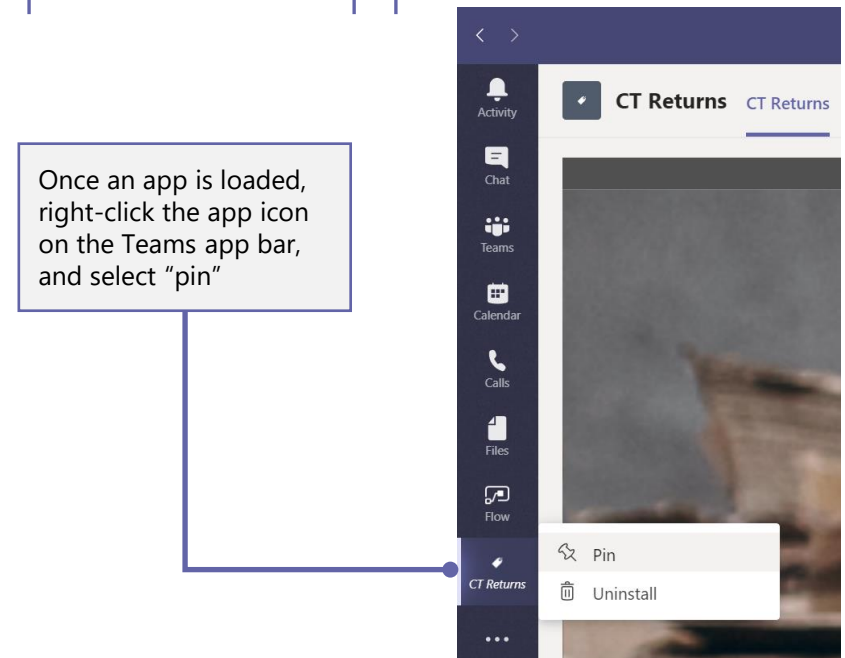 Once an app is loaded,
right-click the app icon
on the Teams app bar,
and select “pin”
CT Returns CT Returns
Activity
Chat
Teams
Calendar
Calls
Files
Flow
CT Returns
Pin
Uninstall